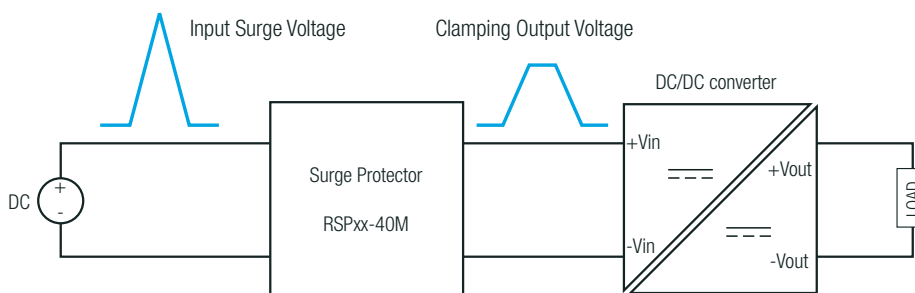 Input Surge Voltage
Clamping Output Voltage
DC/DC converter
DC
+
-
Surge Protector
RSPxx-40M
+Vin
-Vin
+Vout
-Vout
LOAD